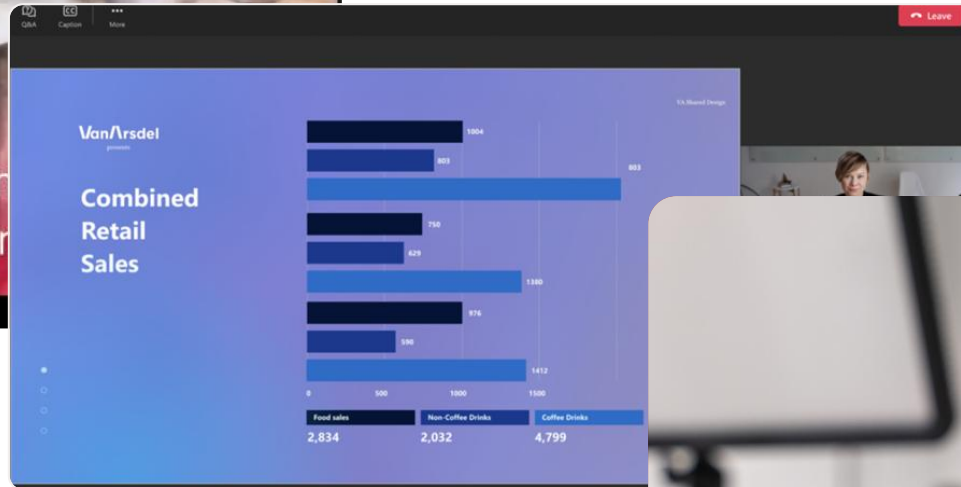 Q&A Caption More
Leave
VA Shared Design
VanArsdel
presents
Combined
Retail
Sales
1004
803
603
750
629
1380
976
590
1412
0 500 1000 1500
Food sales Non-Coffee Drinks Coffee Drinks
2,834 2,032 4,799